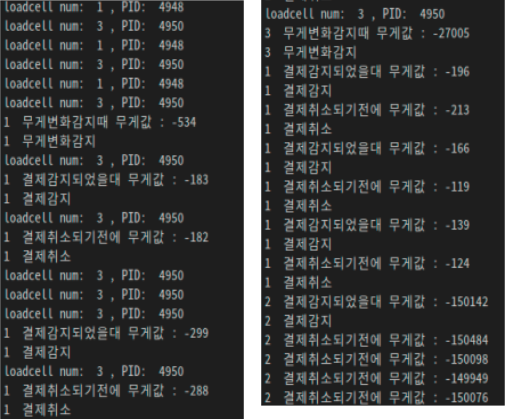 loadcell num:  1 , PID:  4948
loadcell num:  3 , PID:  4950
loadcell num:  1 , PID:  4948
loadcell num:  3 , PID:  4950
loadcell num:  1 , PID:  4948
loadcell num:  3 , PID:  4950
1  무게변화감지때 무게값 : -534
1  무게변화감지
loadcell num:  3 , PID:  4950
1  결제감지되었을대 무게값 : -183
1  결제감지
loadcell num:  3 , PID:  4950
1  결제취소되기전에 무게값 : -182
1  결제취소
loadcell num:  3 , PID:  4950
loadcell num:  3 , PID:  4950
loadcell num:  3 , PID:  4950
1  결제감지되었을대 무게값 : -299
1  결제감지
loadcell num:  3 , PID:  4950
1  결제취소되기전에 무게값 : -288
1  결제취소
loadcell num:  3 , PID:  4950
3  무게변화감지때 무게값 : -27005
3  무게변화감지
1  결제감지되었을대 무게값 : -196
1  결제감지
1  결제취소되기전에 무게값 : -213
1  결제취소
1  결제감지되었을대 무게값 : -166
1  결제감지
1  결제취소되기전에 무게값 : -119
1  결제취소
1  결제감지되었을대 무게값 : -139
1  결제감지
1  결제취소되기전에 무게값 : -124
1  결제취소
2  결제감지되었을대 무게값 : -150142
2  결제감지
2  결제취소되기전에 무게값 : -150484
2  결제취소되기전에 무게값 : -150098
2  결제취소되기전에 무게값 : -149949
2  결제취소되기전에 무게값 : -150076